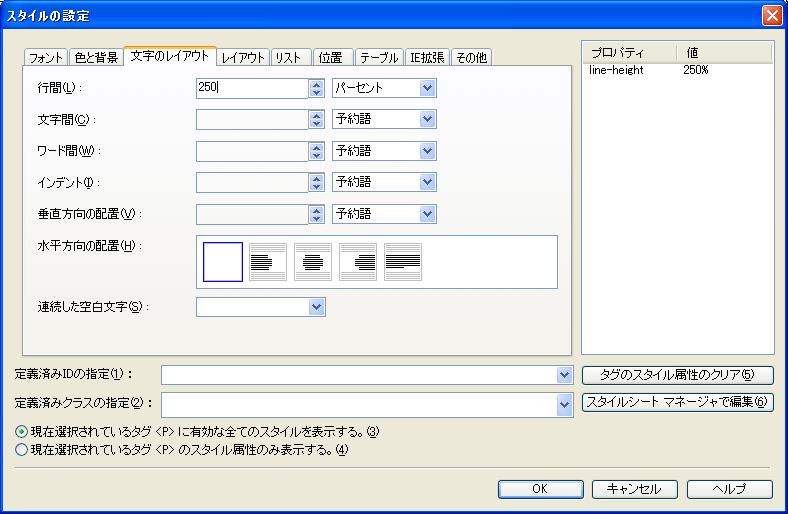 スタイルの設定
フォント 色と背景 文字のレイアウト レイアウト リスト 位置 テーブル IE拡張 その他
プロパティ 値
line-height 250%
行間(L): 250 パーセント
文字間(C): 予約語
ワード間(W): 予約語
インデント(I): 予約語
垂直方向の配置(V): 予約語
水平方向の配置(H):
連続した空白文字(S):
定義済みIDの指定(1): タグのスタイル属性のクリア(5)
定義済みクラスの指定(2): スタイルシート マネージャで編集(6)
現在選択されているタグ <P> に有効な全てのスタイルを表示する。(3)
現在選択されているタグ <P> のスタイル属性のみ表示する。(4)
OK キャンセル ヘルプ